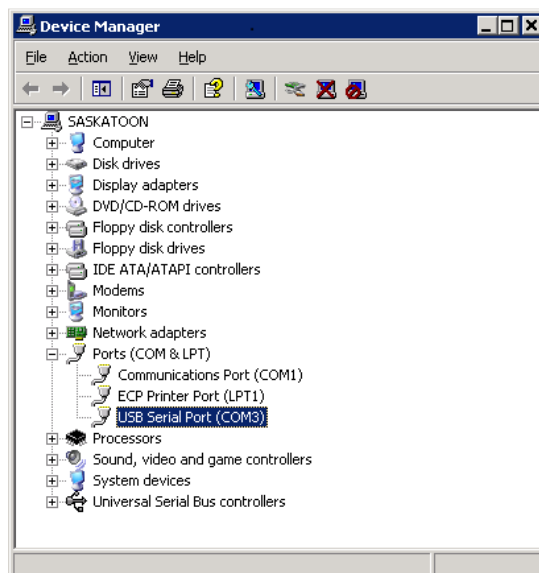 Device Manager
File Action View Help
SASKATOON
Computer
Disk drives
Display adapters
DVD/CD-ROM drives
Floppy disk controllers
Floppy disk drives
IDE ATA/ATAPI controllers
Modems
Monitors
Network adapters
Ports (COM & LPT)
Communications Port (COM1)
ECP Printer Port (LPT1)
USB Serial Port (COM3)
Processors
Sound, video and game controllers
System devices
Universal Serial Bus controllers